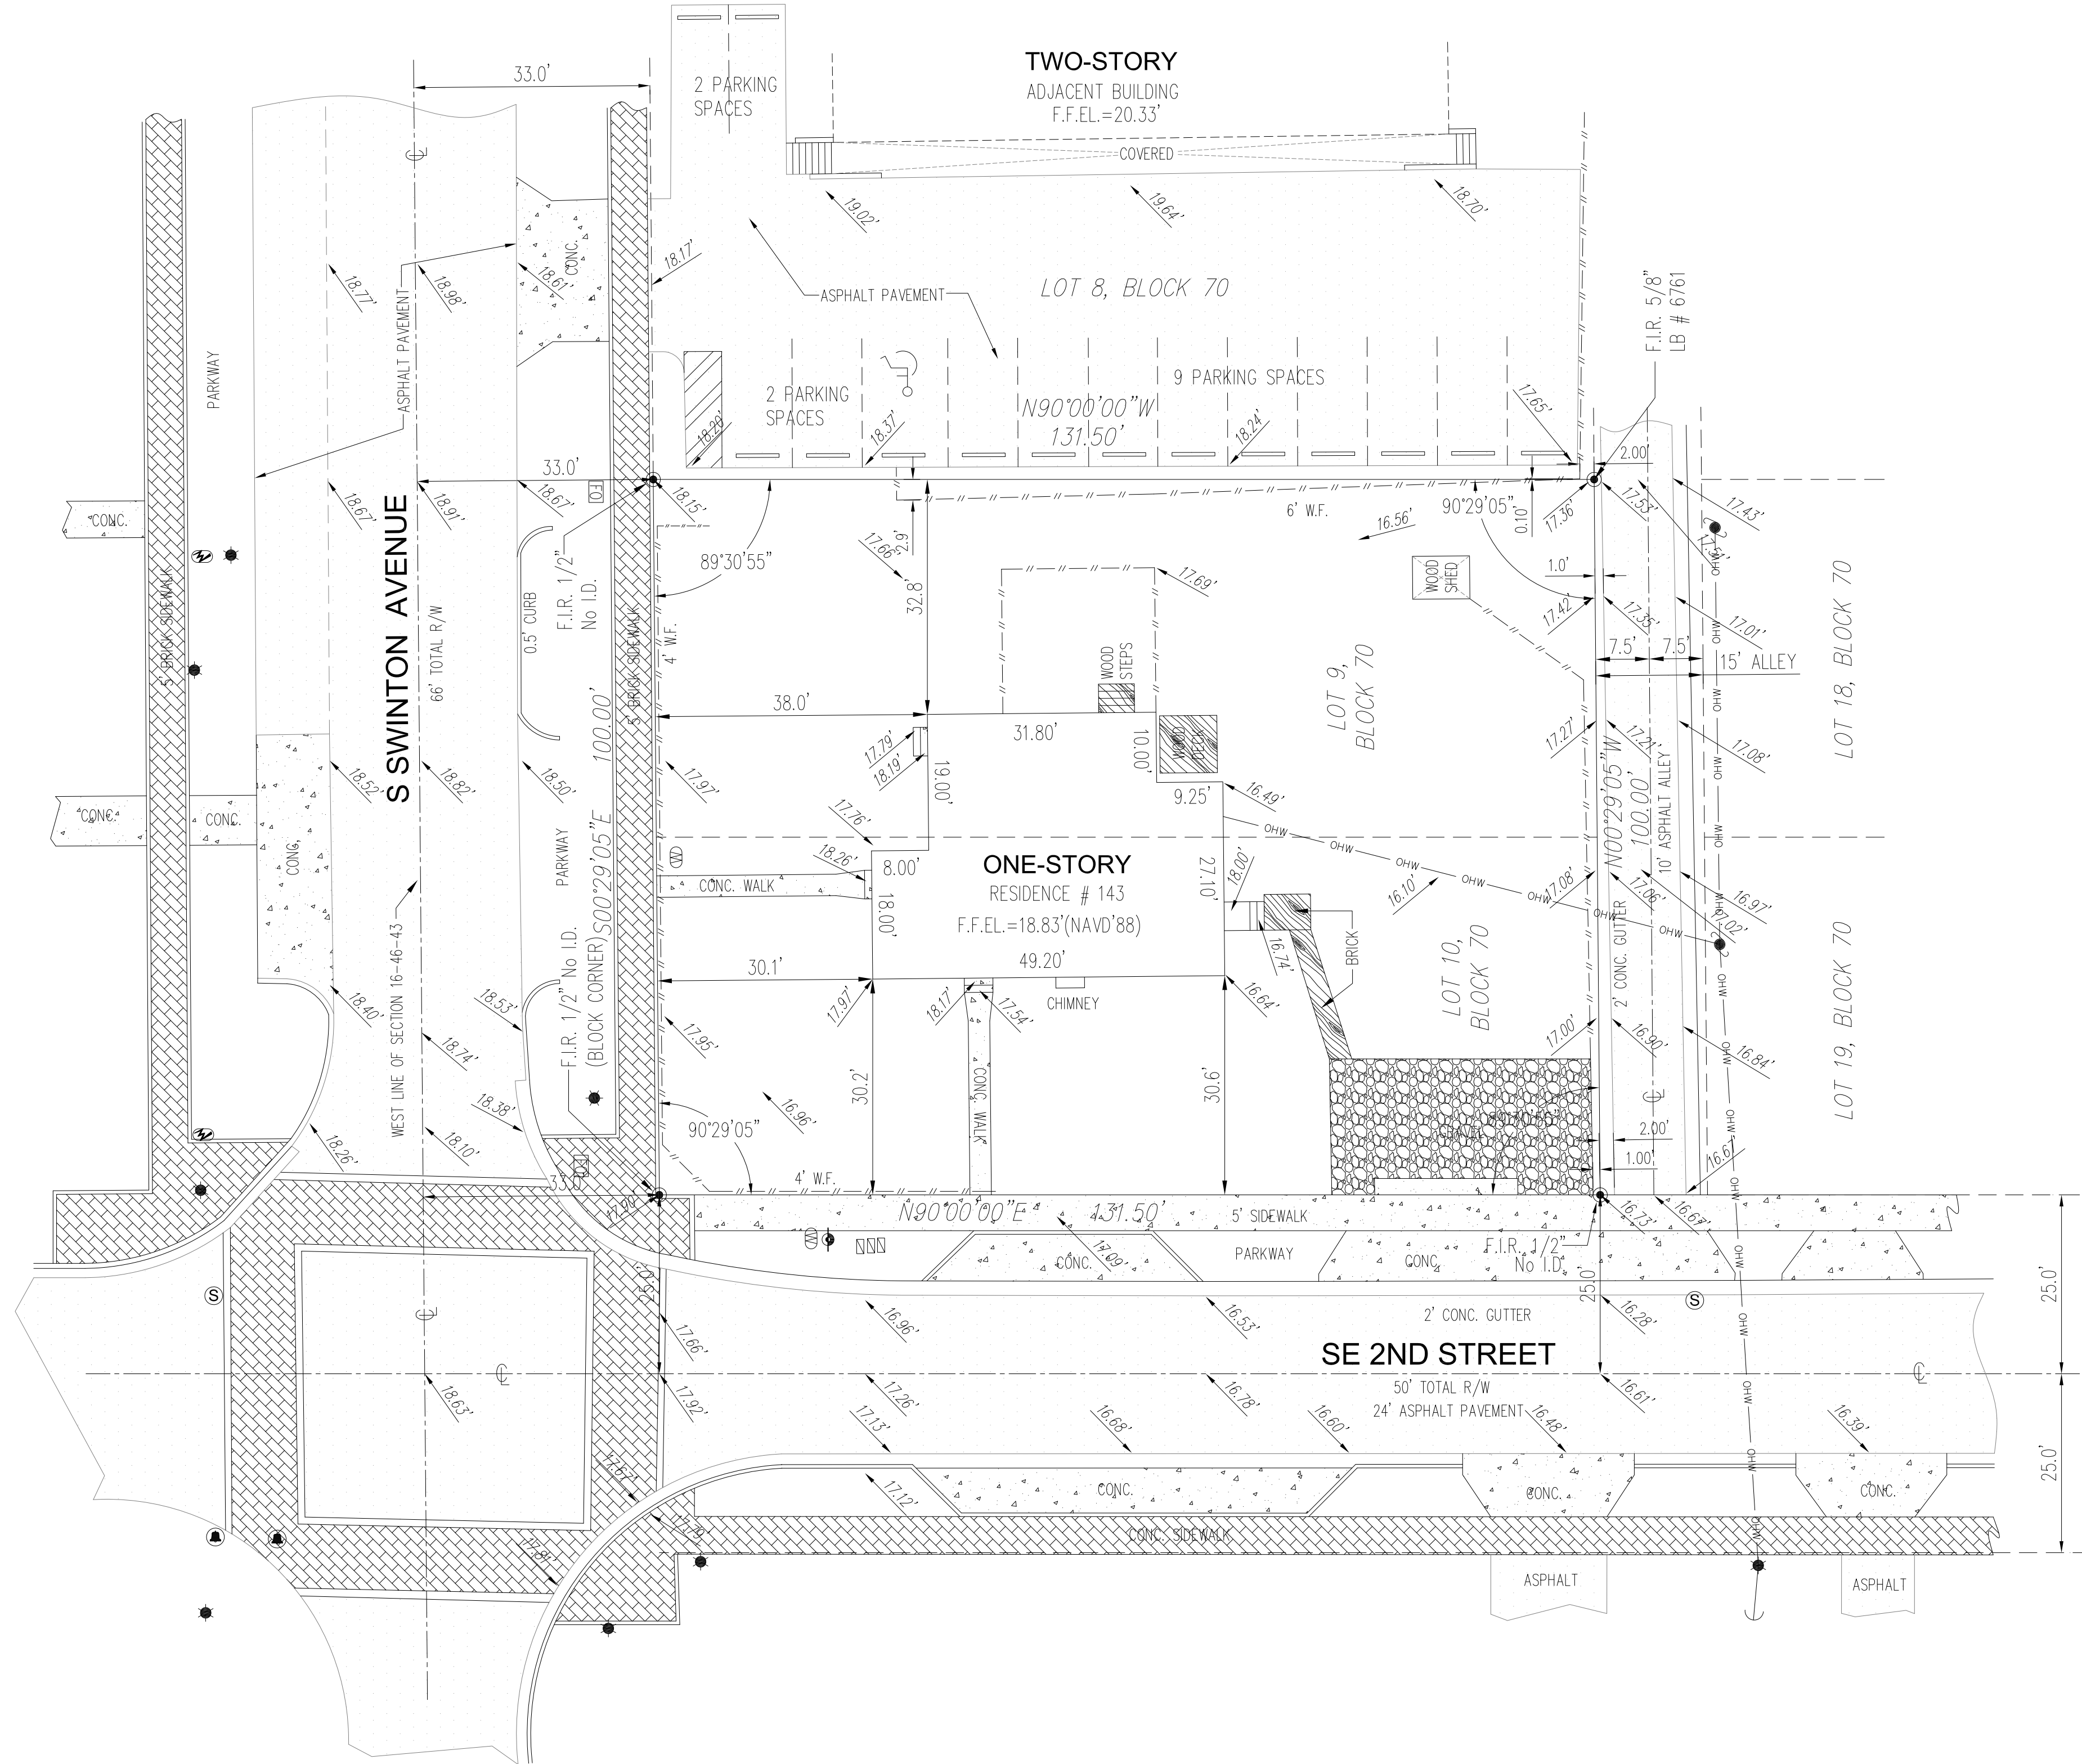 33.0'
2 PARKING
SPACES
TWO-STORY
ADJACENT BUILDING
F.F.EL.=20.33'
COVERED
19.02'
19.64'
18.70'
18.17'
CONC.
18.77'
18.98'
18.61'
ASPHALT PAVEMENT
ASPHALT PAVEMENT
LOT 8, BLOCK 70
F.I.R. 5/8"
LB # 6761
PARKWAY
2 PARKING
SPACES
9 PARKING SPACES
N90°00'00"W
131.50'
18.20'
18.37'
18.24'
17.65'
33.0'
2.00'
FO
18.67'
18.91'
18.67'
18.15'
CONC.
6' W.F.
16.56'
90°29'05"
0.10'
17.36'
17.53'
17.43'
17.51'
OHW
89°30'55"
17.66'
2.9'
32.8'
17.69'
WOOD
SHED
1.0'
17.42'
17.35'
17.01'
5' BRICK SIDEWALK
S SWINTON AVENUE
66' TOTAL R/W
0.5' CURB
F.I.R. 1/2"
No I.D.
5' BRICK SIDEWALK
4' W.F.
WOOD
STEPS
7.5'
7.5'
15' ALLEY
LOT 18, BLOCK 70
LOT 9,
BLOCK 70
38.0'
31.80'
10.00'
WOOD
DECK
17.79'
18.19'
19.00'
9.25'
16.49'
17.27'
17.21'
17.08'
18.52'
18.82'
18.50'
17.97'
17.76'
CONC.
CONC.
CONC.
PARKWAY
S00°29'05"E
100.00'
W
18.26'
8.00'
CONC. WALK
18.00'
ONE-STORY
RESIDENCE # 143
F.F.EL.=18.83'(NAVD'88)
49.20'
27.10'
18.00'
16.74'
BRICK
16.10'
OHW
OHW
OHW
OHW
OHW
OHW
OHW
N00°29'05"W
100.00'
10' ASPHALT ALLEY
2' CONC. GUTTER
17.08'
17.06'
17.02'
16.97'
LOT 10,
BLOCK 70
LOT 19, BLOCK 70
30.1'
CHIMNEY
17.97'
18.17'
17.54'
16.64'
WEST LINE OF SECTION 16-46-43
18.40'
18.53'
18.74'
F.I.R. 1/2" No I.D.
(BLOCK CORNER)
17.95'
17.00'
16.90'
16.84'
30.2'
CONC. WALK
30.6'
18.38'
16.96'
90°29'05"
18.26'
18.10'
GRAVEL
2.00'
1.00'
16.67'
33.0'
FO
4' W.F.
17.90'
N90°00'00"E
131.50'
5' SIDEWALK
16.73'
16.67'
W
CONC.
17.09'
PARKWAY
CONC.
F.I.R. 1/2"
No I.D.
S
25.0'
25.0'
25.0'
S
17.66'
16.96'
16.53'
2' CONC. GUTTER
16.28'
SE 2ND STREET
50' TOTAL R/W
24' ASPHALT PAVEMENT
18.63'
17.92'
17.26'
16.78'
16.61'
17.13'
16.68'
16.60'
16.48'
16.39'
25.0'
17.67'
17.12'
CONC.
CONC.
CONC.
17.79'
CONC. SIDEWALK
17.81'
ASPHALT
ASPHALT